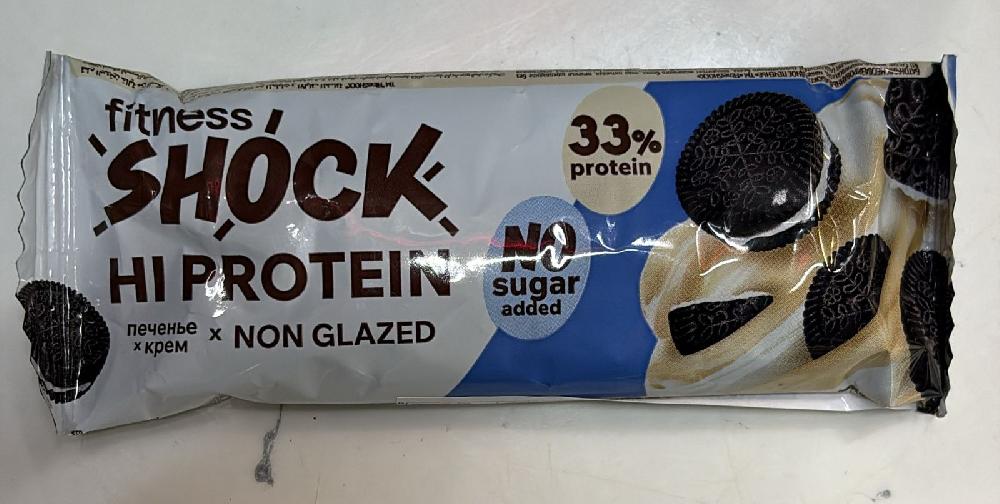 fitness
SHOCK
HI PROTEIN
печенье
× крем × NON GLAZED
33%
protein
NO
sugar
added